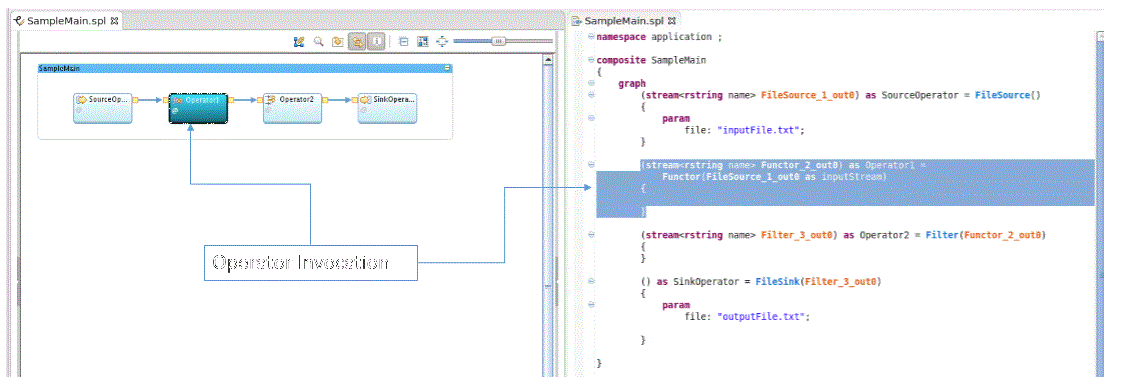 SampleMain.spl
SampleMain
SourceOp...
Operator1
Operator2
SinkOpera...
Operator Invocation
SampleMain.spl
namespace application ;
composite SampleMain
{
graph
(stream<rstring name> FileSource_1_out0) as SourceOperator = FileSource()
{
param
file: "inputFile.txt";
}
(stream<rstring name> Functor_2_out0) as Operator1 =
Functor(FileSource_1_out0 as inputStream)
{
}
(stream<rstring name> Filter_3_out0) as Operator2 = Filter(Functor_2_out0)
{
}
() as SinkOperator = FileSink(Filter_3_out0)
{
param
file: "outputFile.txt";
}
}